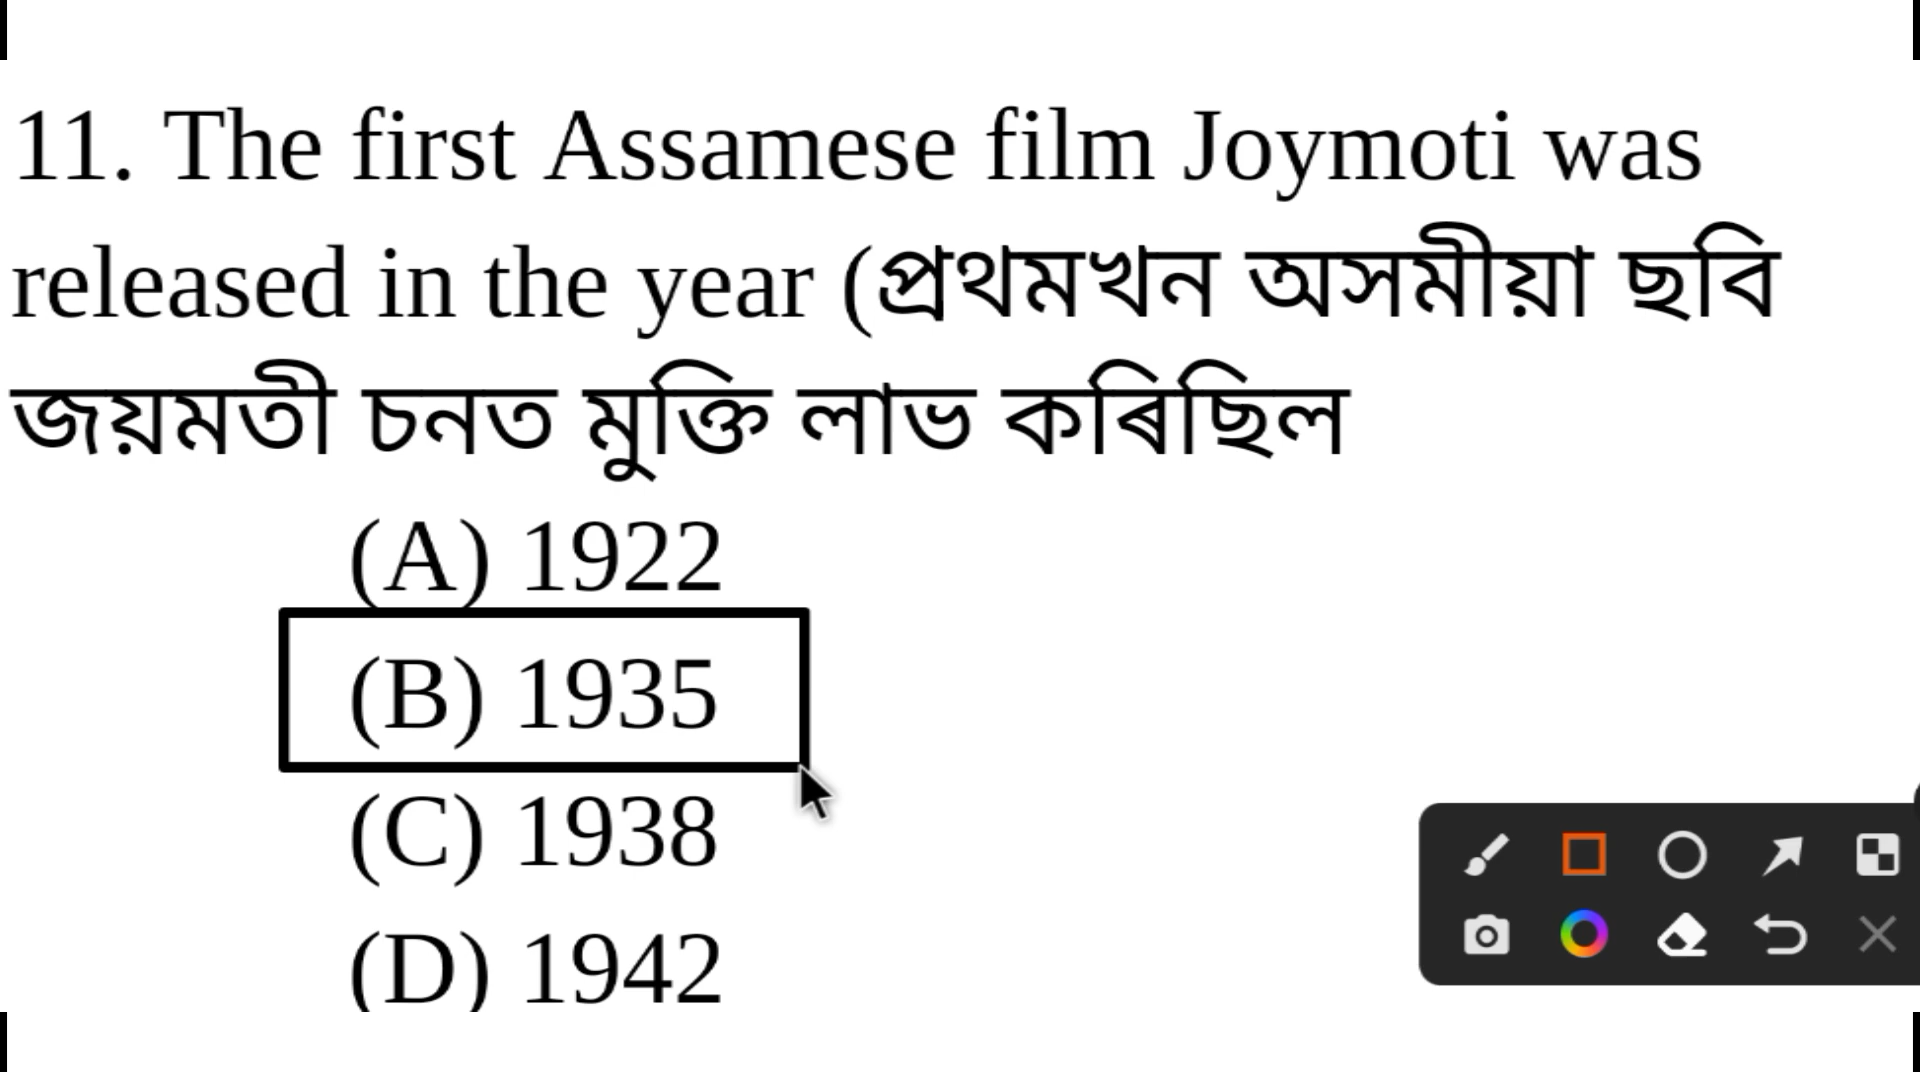 11. The first Assamese film Joymoti was
released in the year (প্ৰথমখন অসমীয়া ছবি
জয়মতী চনত মুক্তি লাভ কৰিছিল
(A) 1922
(B) 1935
(C) 1938
(D) 1942